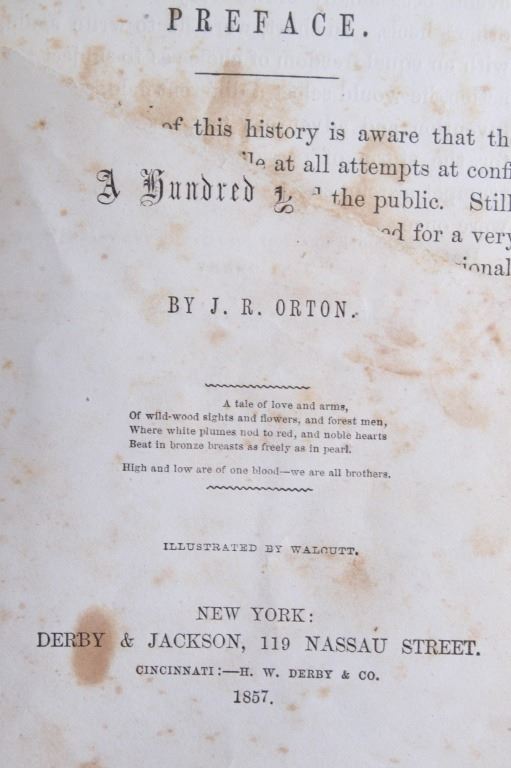 PREFACE.
of this history is aware that th
at all attempts at confi
A Hundred
the public. Still
for a very
BY J. R. ORTON.
A tale of love and arms,
Of wild-wood sights and flowers, and forest men,
Where white plumes nod to red, and noble hearts
Beat in bronze breasts as freely as in pearl.
High and low are of one blood—we are all brothers.
ILLUSTRATED BY WALCUTT.
NEW YORK:
DERBY & JACKSON, 119 NASSAU STREET.
CINCINNATI:—H. W. DERBY & CO.
1857.